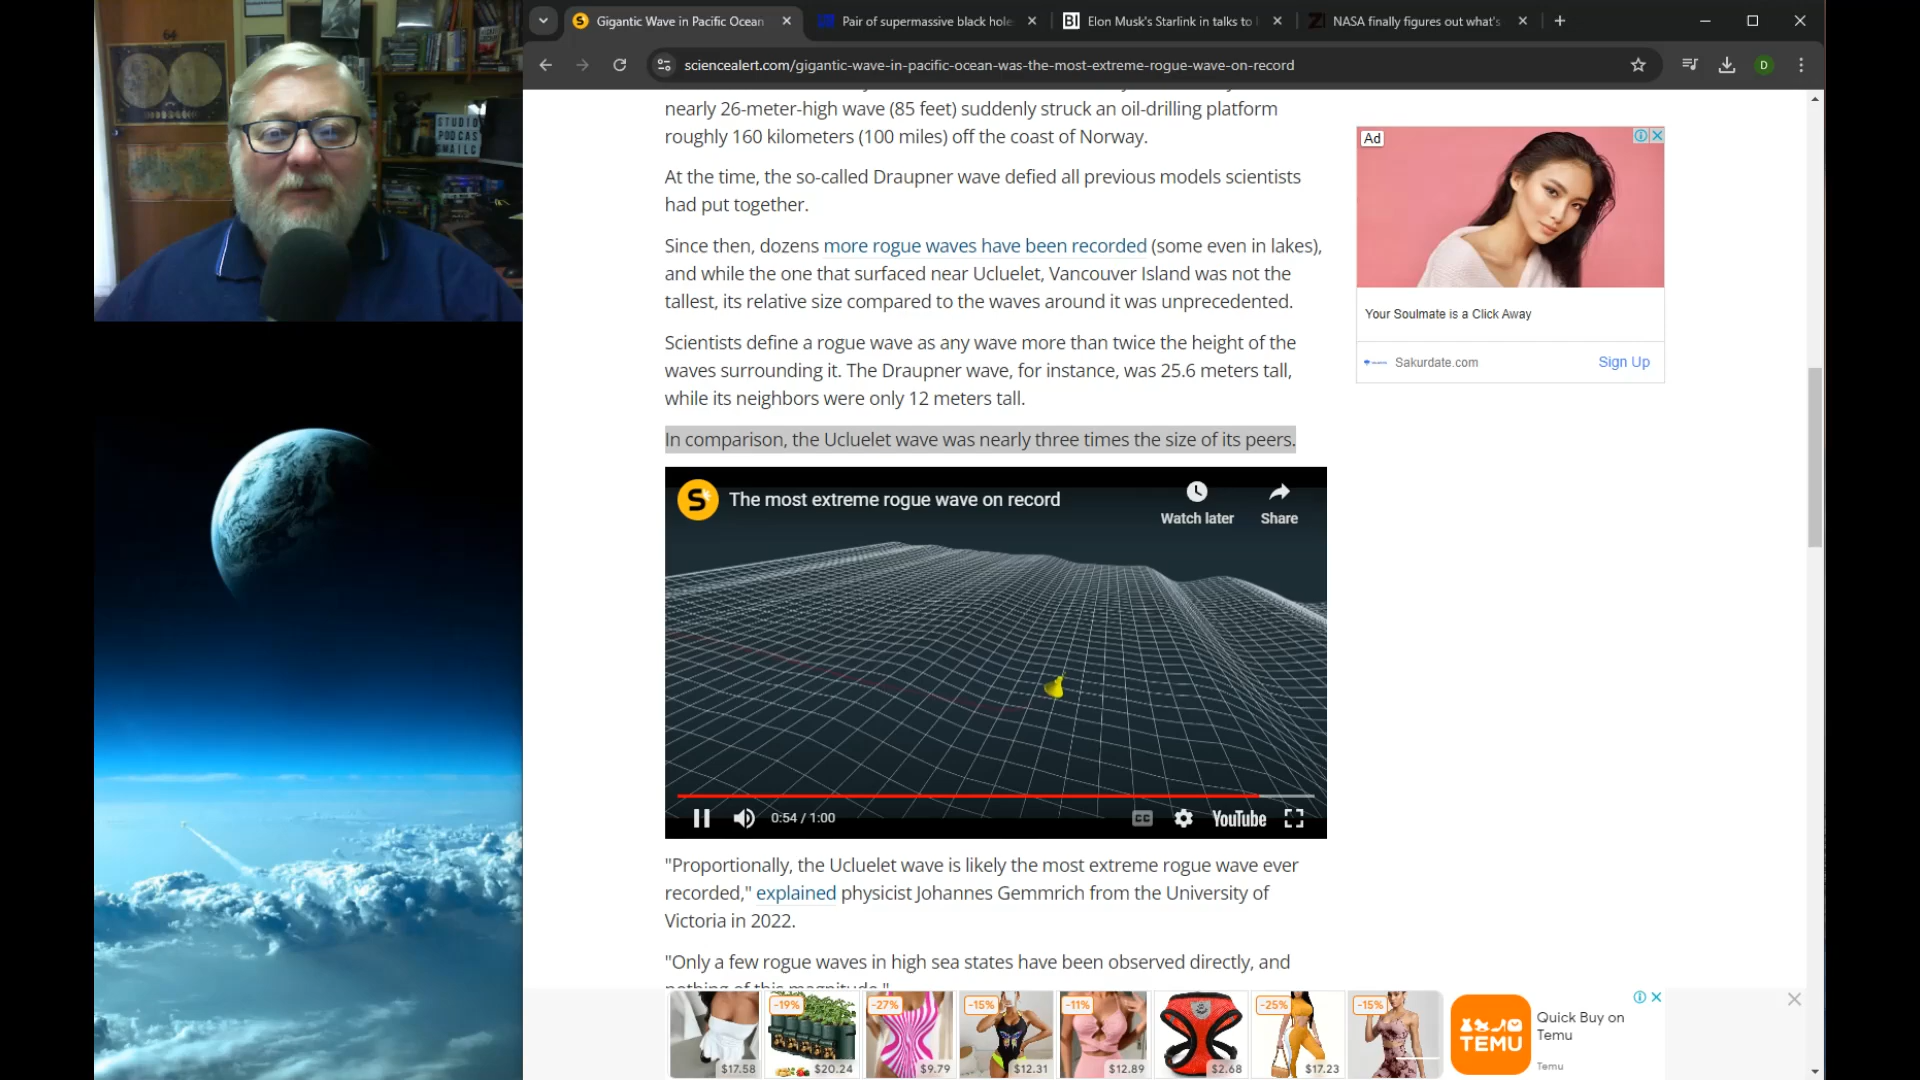 Gigantic Wave in Pacific Ocean
Pair of supermassive black hole
BI
Elon Musk's Starlink in talks to
NASA finally figures out what's
sciencealert.com/gigantic-wave-in-pacific-ocean-was-the-most-extreme-rogue-wave-on-record
D
64
STUDIO
nearly 26-meter-high wave (85 feet) suddenly struck an oil-drilling platform
roughly 160 kilometers (100 miles) off the coast of Norway.
At the time, the so-called Draupner wave defied all previous models scientists
had put together.
Since then, dozens more rogue waves have been recorded (some even in lakes),
and while the one that surfaced near Ucluelet, Vancouver Island was not the
tallest, its relative size compared to the waves around it was unprecedented.
Scientists define a rogue wave as any wave more than twice the height of the
waves surrounding it. The Draupner wave, for instance, was 25.6 meters tall,
while its neighbors were only 12 meters tall.
In comparison, the Ucluelet wave was nearly three times the size of its peers.
S
The most extreme rogue wave on record
Watch later
Share
0:54 / 1:00
CC
YouTube
"Proportionally, the Ucluelet wave is likely the most extreme rogue wave ever
recorded," explained physicist Johannes Gemmrich from the University of
Victoria in 2022.
"Only a few rogue waves in high sea states have been observed directly, and
nothing of this magnitude."
Ad
Your Soulmate is a Click Away
Sakurdate.com
Sign Up
$17.58
-19%
$20.24
-27%
$9.79
-15%
$12.31
-11%
$12.89
$2.68
-25%
$17.23
-15%
TEMU
Quick Buy on
Temu
Temu